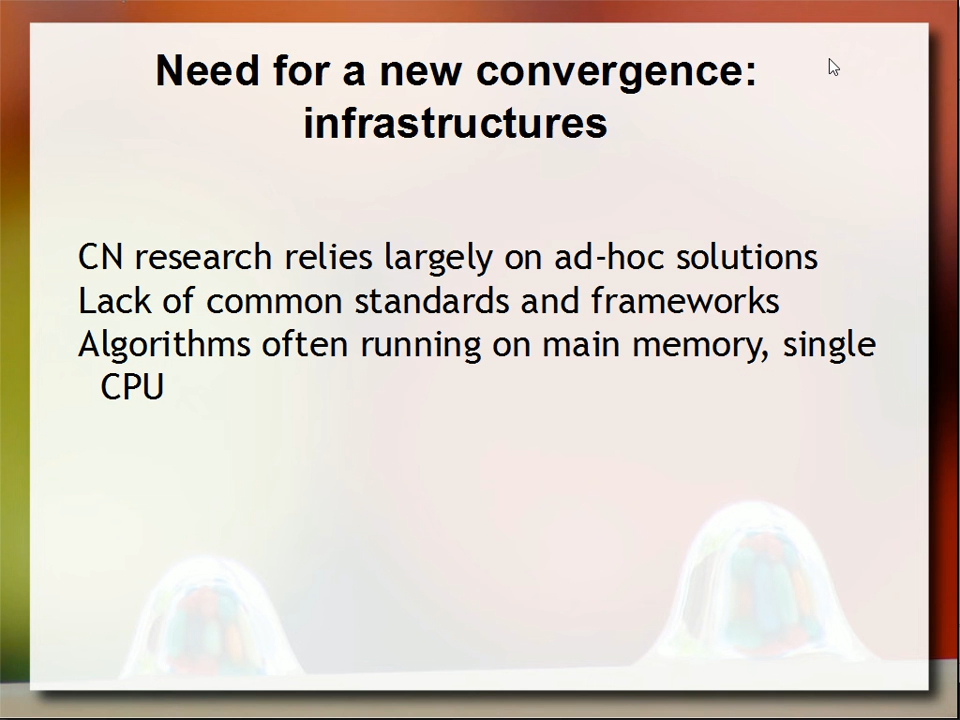 Need for a new convergence:
infrastructures
CN research relies largely on ad-hoc solutions
Lack of common standards and frameworks
Algorithms often running on main memory, single
CPU